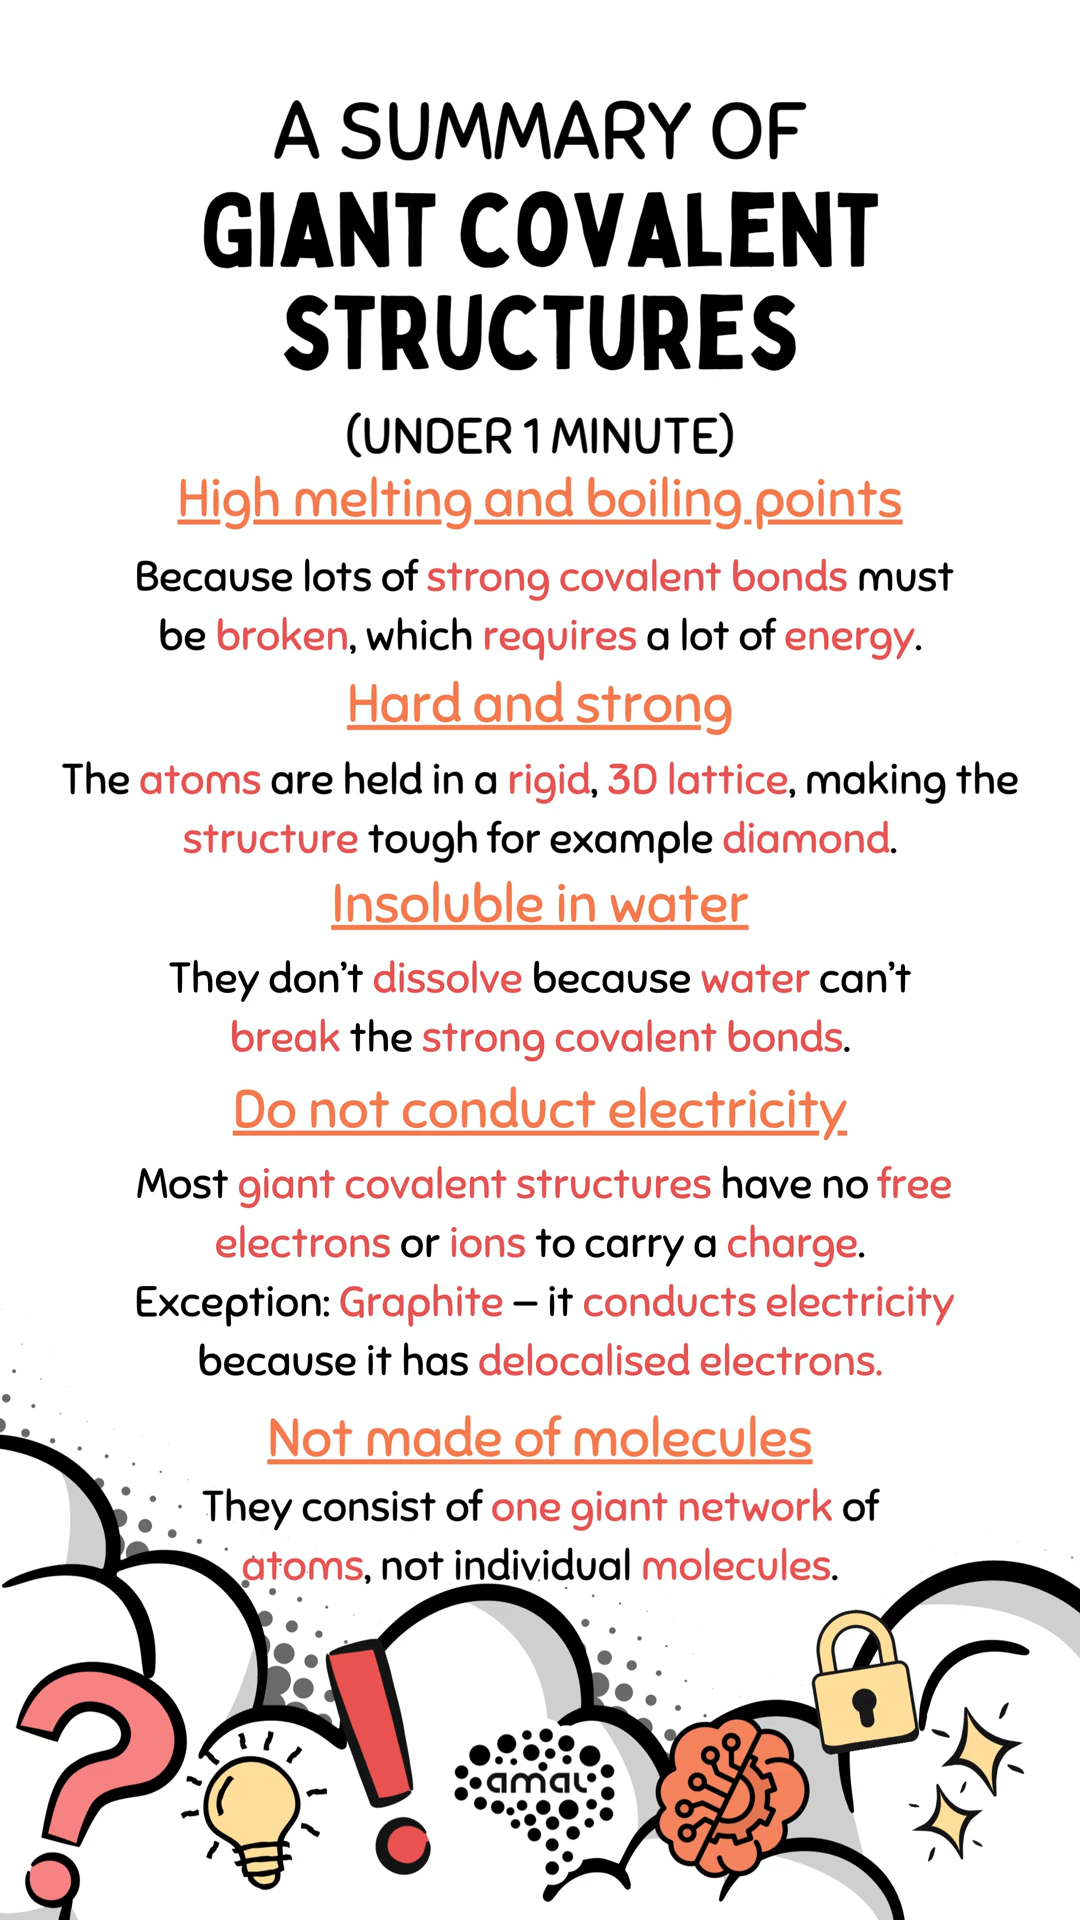 A SUMMARY OF
GIANT COVALENT
STRUCTURES
(UNDER 1 MINUTE)
High melting and boiling points
Because lots of strong covalent bonds must
be broken, which requires a lot of energy.
Hard and strong
The atoms are held in a rigid, 3D lattice, making the
structure tough for example diamond.
Insoluble in water
They don’t dissolve because water can’t
break the strong covalent bonds.
Do not conduct electricity
Most giant covalent structures have no free
electrons or ions to carry a charge.
Exception: Graphite – it conducts electricity
because it has delocalised electrons.
Not made of molecules
They consist of one giant network of
atoms, not individual molecules.
amal